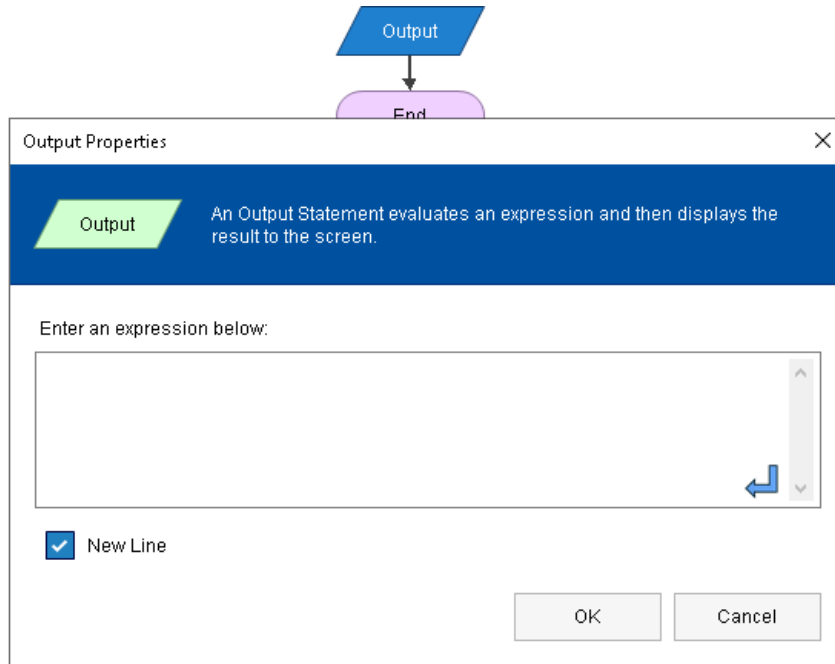 Output
End
Output Properties
Output
An Output Statement evaluates an expression and then displays the
result to the screen.
Enter an expression below:
New Line
OK
Cancel